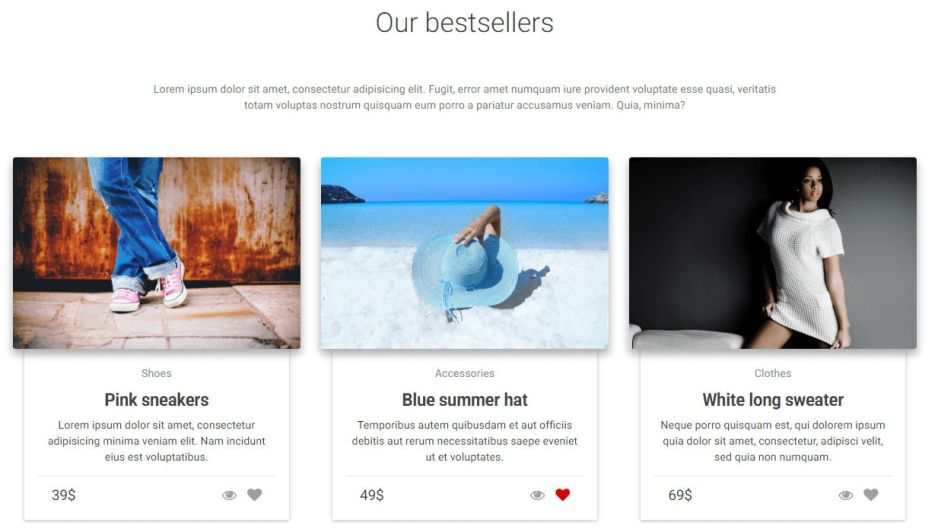 Our bestsellers
Lorem ipsum dolor sit amet, consectetur adipisicing elit. Fugit, error amet numquam iure provident voluptate esse quasi, veritatis
totam voluptas nostrum quisquam eum porro a pariatur accusamus veniam. Quia, minima?
Shoes
Pink sneakers
Lorem ipsum dolor sit amet, consectetur
adipisicing minima veniam elit. Nam incidunt
eius est voluptatibus.
39$
Accessories
Blue summer hat
Temporibus autem quibusdam et aut officiis
debitis aut rerum necessitatibus saepe eveniet
ut et voluptates.
49$
Clothes
White long sweater
Neque porro quisquam est, qui dolorem ipsum
quia dolor sit amet, consectetur, adipisci velit,
sed quia non numquam.
69$